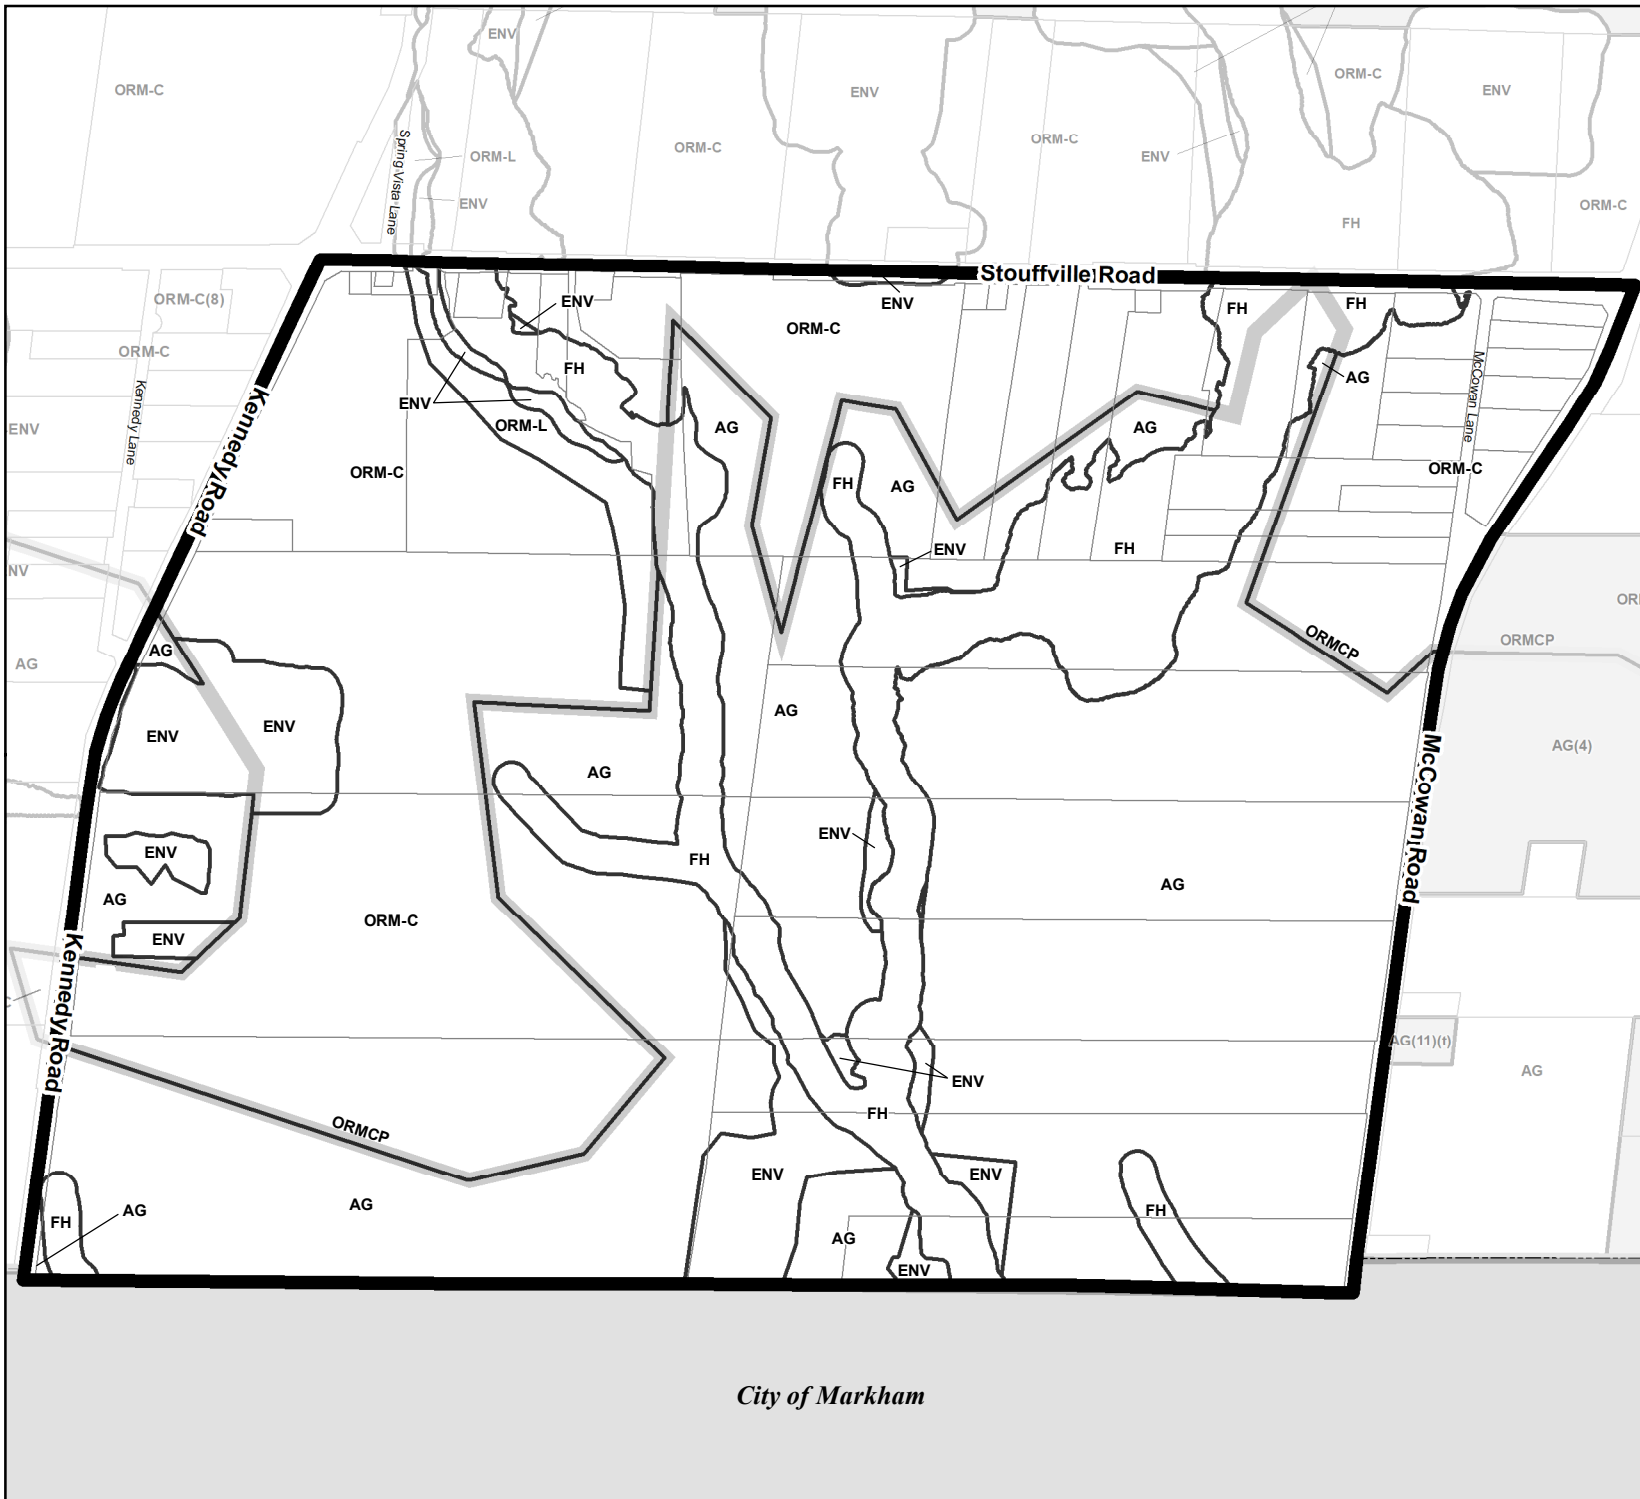 ENV
ORM-C
ENV
ORM-C
ENV
Spring Vista Lane
ORM-L
ORM-C
ORM-C
ENV
ENV
ORM-C
FH
Stouffville Road
ORM-C(8)
ENV
ENV
FH
FH
ORM-C
ORM-C
FH
AG
Kennedy Lane
McCowan Lane
ENV
ORM-L
Kennedy Road
ENV
AG
AG
ORM-C
ORM-C
FH
AG
ENV
FH
NV
ORMCP
ORMCP
AG
AG
ENV
ENV
AG
AG
AG(4)
McCowan Road
ENV
ENV
FH
AG
AG
ORM-C
ENV
Kennedy Road
AG(11)(t)
AG
ENV
FH
ORMCP
ENV
ENV
AG
AG
FH
FH
AG
ENV
City of Markham